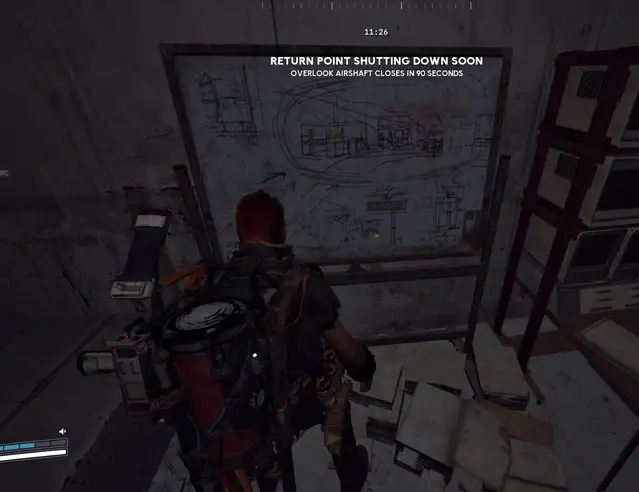 11:26
RETURN POINT SHUTTING DOWN SOON
OVERLOOK AIRSHAFT CLOSES IN 90 SECONDS